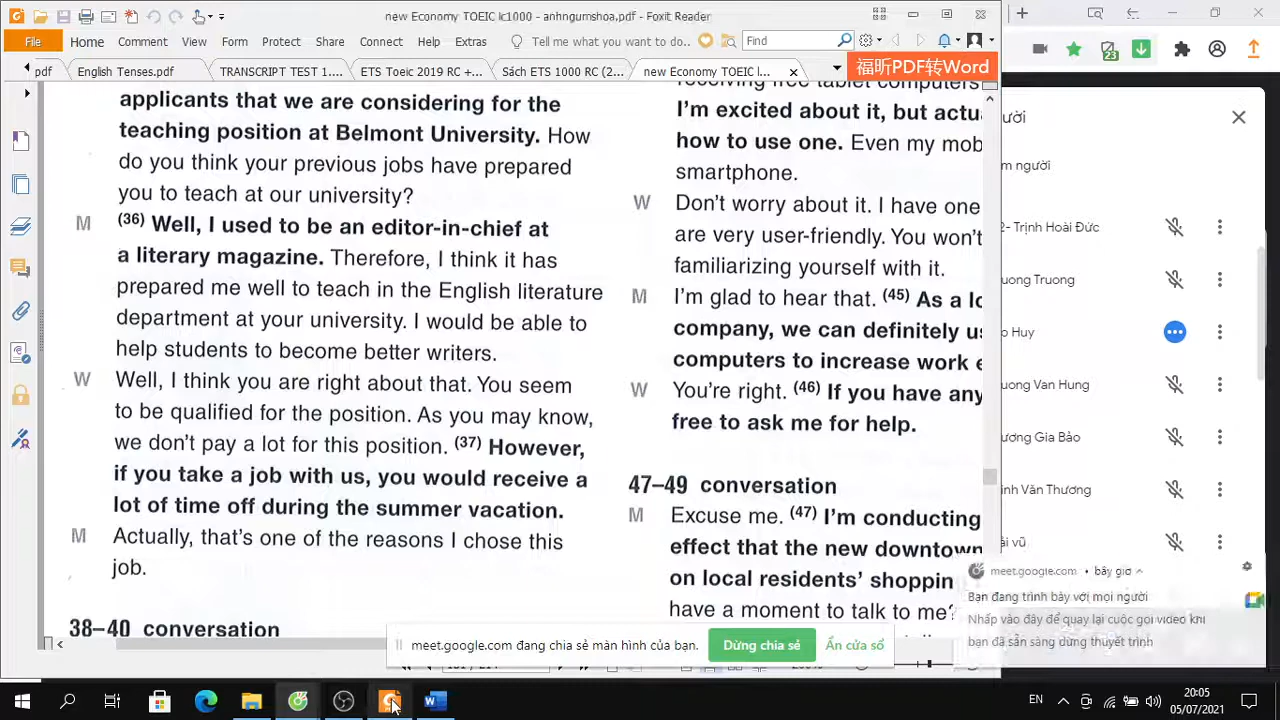 new Economy TOEIC lc1000 - anhngumshoa.pdf - Foxit Reader
File Home Comment View Form Protect Share Connect Help Extras Tell me what you want to do.. Find
23
pdf English Tenses.pdf TRANSCRIPT TEST 1.... ETS Toeic 2019 RC +... Sách ETS 1000 RC (2... new Economy TOEIC l...
福昕PDF转Word
applicants that we are considering for the
teaching position at Belmont University. How
do you think your previous jobs have prepared
you to teach at our university?
M (36) Well, I used to be an editor-in-chief at
a literary magazine. Therefore, I think it has
prepared me well to teach in the English literature
department at your university. I would be able to
help students to become better writers.
W Well, I think you are right about that. You seem
to be qualified for the position. As you may know,
we don't pay a lot for this position. (37) However,
if you take a job with us, you would receive a
lot of time off during the summer vacation.
M Actually, that's one of the reasons I chose this
job.
38–40 conversation
receiving free tablet computers
I'm excited about it, but actu
how to use one. Even my mob
smartphone.
W Don't worry about it. I have one
are very user-friendly. You won't
familiarizing yourself with it.
M I'm glad to hear that. (45) As a lo
company, we can definitely us
computers to increase work e
W You're right. (46) If you have any
free to ask me for help.
47–49 conversation
M Excuse me. (47) I'm conducting
effect that the new downtown
on local residents' shoppin
have a moment to talk to me?
ười
m người
2- Trịnh Hoài Đức
uong Truong
o Huy
uong Van Hung
ương Gia Bảo
inh Văn Thương
ải vũ
meet.google.com • bây giờ
Bạn đang trình bày với mọi người
Nhấp vào đây để quay lại cuộc gọi video khi
bạn đã sẵn sàng dừng thuyết trình
meet.google.com đang chia sẻ màn hình của bạn. Dừng chia sẻ Ẩn cửa sổ
EN
20:05
05/07/2021